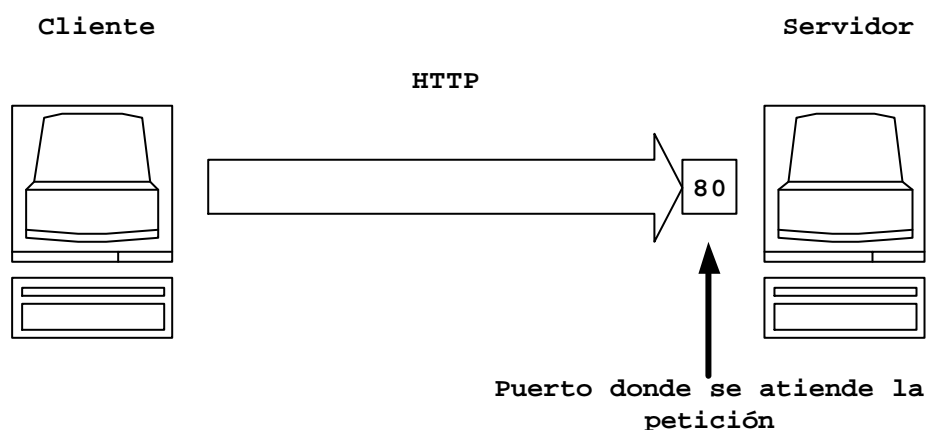 Cliente
Servidor
HTTP
80
Puerto donde se atiende la
petición